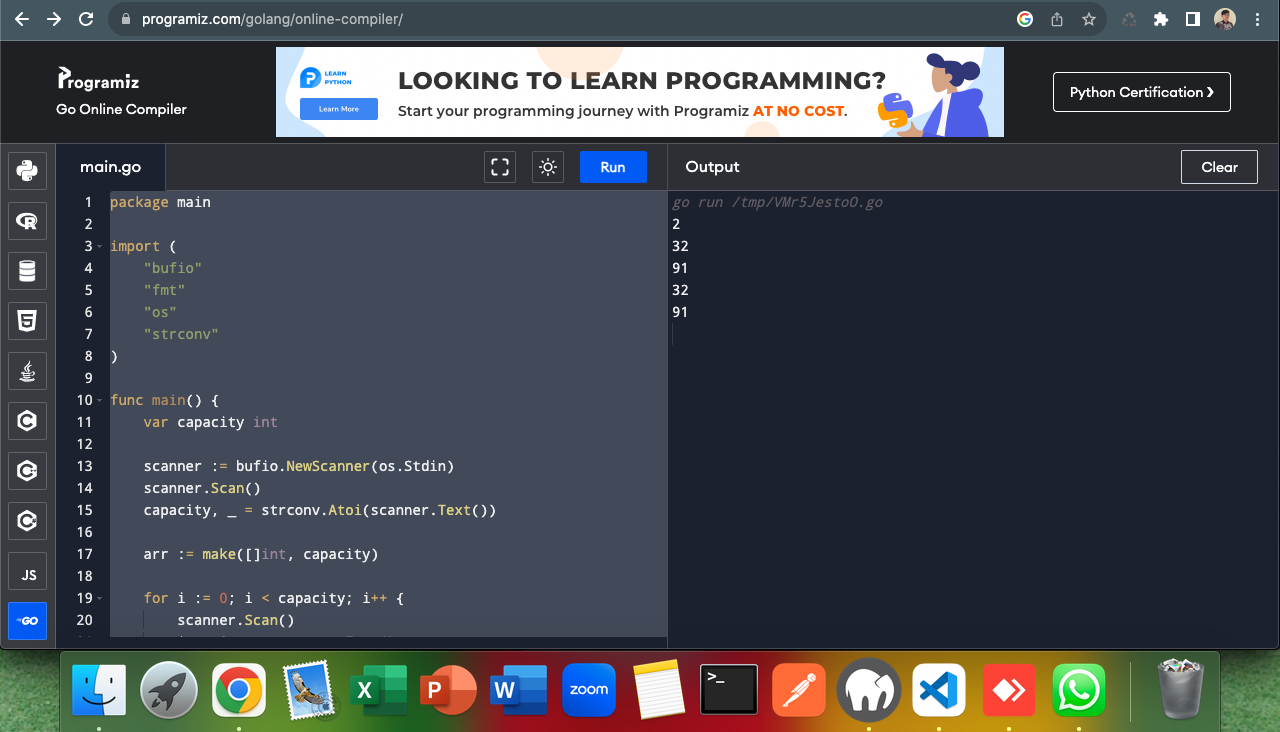 programiz.com/golang/online-compiler/
Programiz
Go Online Compiler
LEARN
PYTHON
Learn More
LOOKING TO LEARN PROGRAMMING?
Start your programming journey with Programiz AT NO COST.
Python Certification ›
main.go
Run
Output
Clear
1 package main
2
3 import (
4 "bufio"
5 "fmt"
6 "os"
7 "strconv"
8 )
9
10 func main() {
11 var capacity int
12
13 scanner := bufio.NewScanner(os.Stdin)
14 scanner.Scan()
15 capacity, _ = strconv.Atoi(scanner.Text())
16
17 arr := make([]int, capacity)
18
19 for i := 0; i < capacity; i++ {
20 scanner.Scan()
go run /tmp/VMr5JestoO.go
2
32
91
32
91
R
JS
GO
X
P
W
zoom
>_